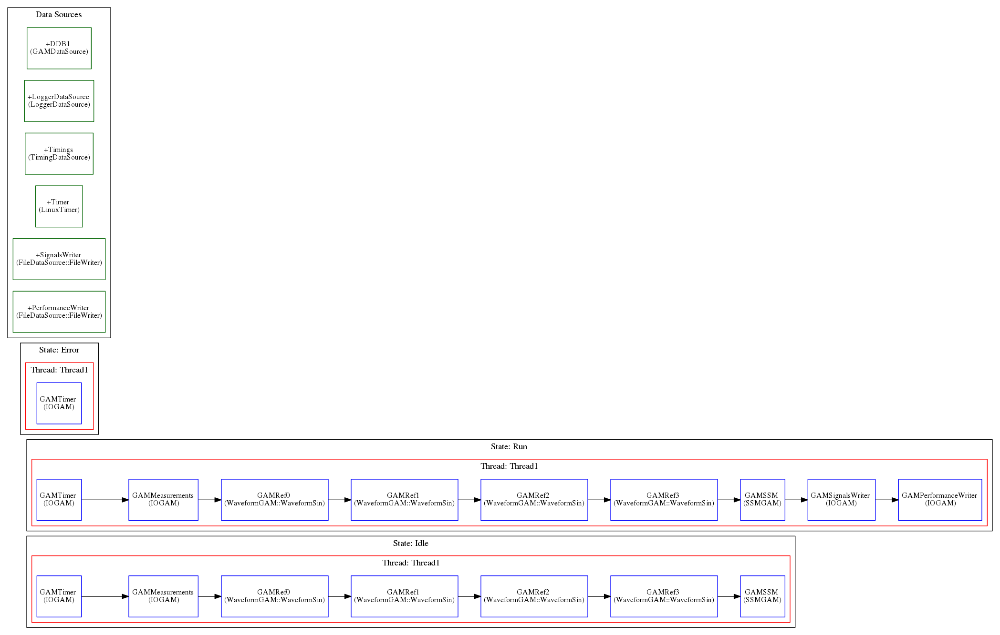 Data Sources
+DDB1
(GAMDataSource)
+LoggerDataSource
(LoggerDataSource)
+Timings
(TimingDataSource)
+Timer
(LinuxTimer)
+SignalsWriter
(FileDataSource::FileWriter)
+PerformanceWriter
(FileDataSource::FileWriter)
State: Error
Thread: Thread1
GAMTimer
(IOGAM)
State: Run
Thread: Thread1
GAMTimer
(IOGAM)
GAMMeasurements
(IOGAM)
GAMRef0
(WaveformGAM::WaveformSin)
GAMRef1
(WaveformGAM::WaveformSin)
GAMRef2
(WaveformGAM::WaveformSin)
GAMRef3
(WaveformGAM::WaveformSin)
GAMSSM
(SSMGAM)
GAMSignalsWriter
(IOGAM)
GAMPerformanceWriter
(IOGAM)
State: Idle
Thread: Thread1
GAMTimer
(IOGAM)
GAMMeasurements
(IOGAM)
GAMRef0
(WaveformGAM::WaveformSin)
GAMRef1
(WaveformGAM::WaveformSin)
GAMRef2
(WaveformGAM::WaveformSin)
GAMRef3
(WaveformGAM::WaveformSin)
GAMSSM
(SSMGAM)